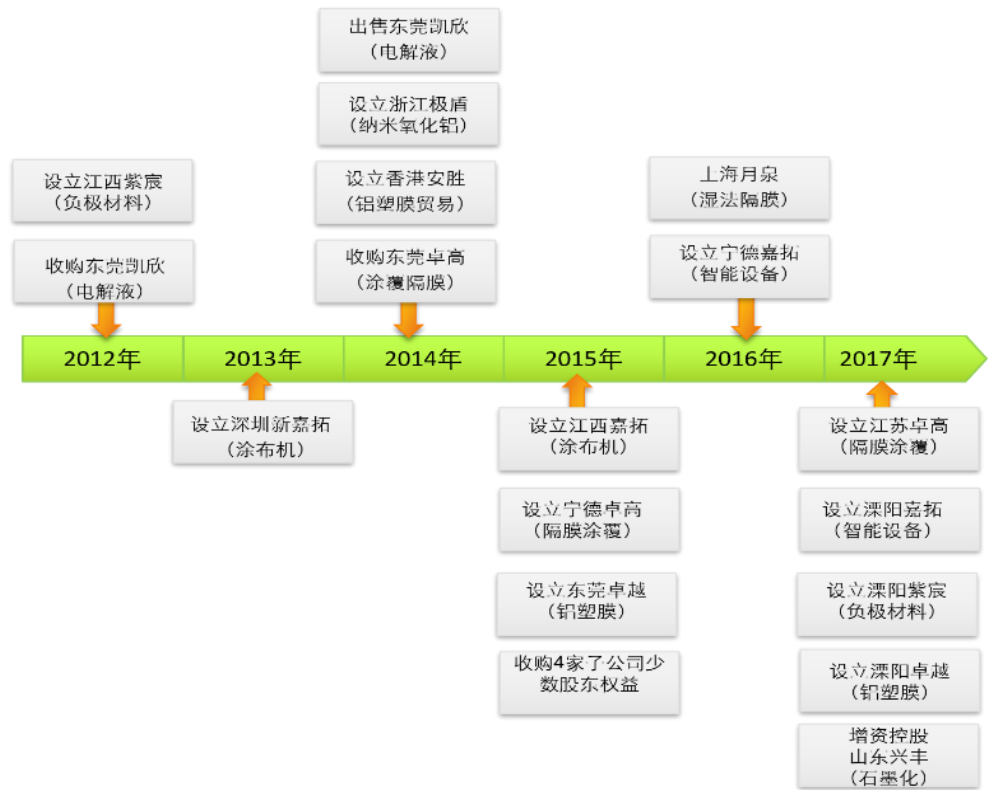 出售东莞凯欣
（电解液）
设立浙江极盾
（纳米氧化铝）
设立江西紫宸
（负极材料）
设立香港安胜
（铝塑膜贸易）
上海月泉
（湿法隔膜）
收购东莞凯欣
（电解液）
收购东莞卓高
（涂覆隔膜）
设立宁德嘉拓
（智能设备）
2012年
2013年
2014年
2015年
2016年
2017年
设立深圳新嘉拓
（涂布机）
设立江西嘉拓
（涂布机）
设立江苏卓高
（隔膜涂覆）
设立宁德卓高
（隔膜涂覆）
设立溧阳嘉拓
（智能设备）
设立东莞卓越
（铝塑膜）
设立溧阳紫宸
（负极材料）
收购4家子公司少
数股东权益
设立溧阳卓越
（铝塑膜）
增资控股
山东兴丰
（石墨化）